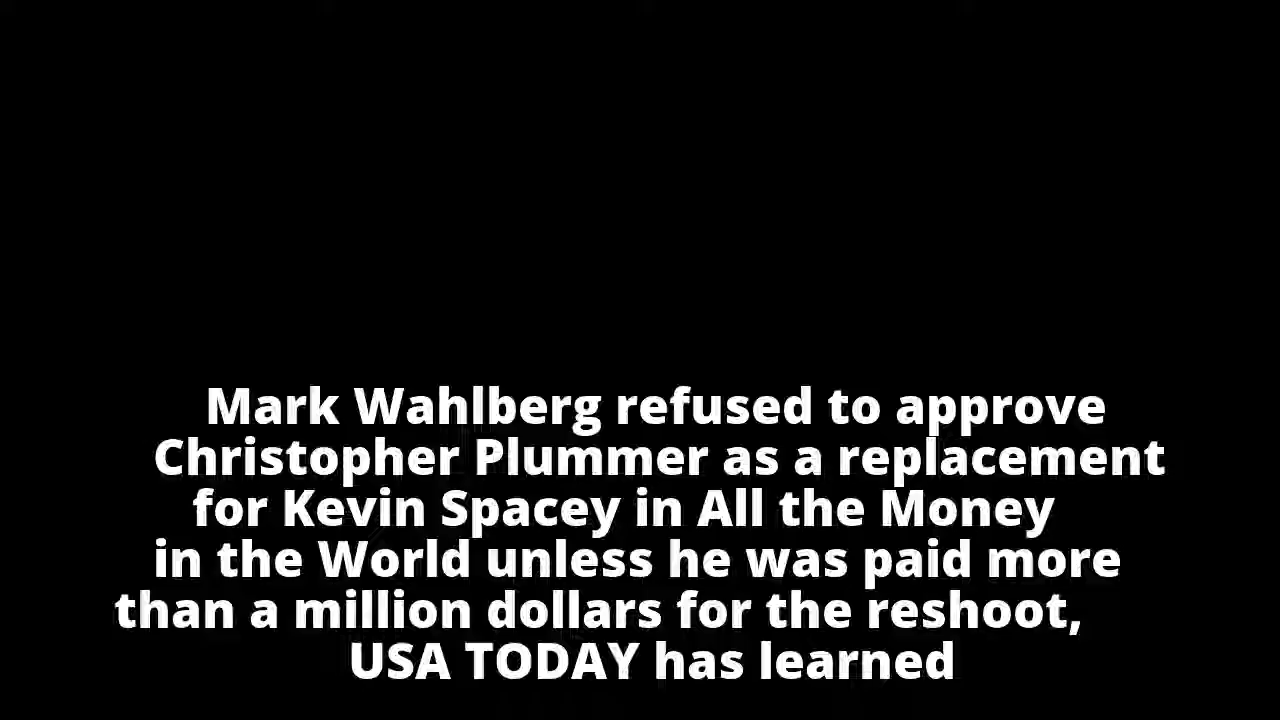 Mark Wahlberg refused to approve
Christopher Plummer as a replacement
for Kevin Spacey in All the Money
in the World unless he was paid more
than a million dollars for the reshoot,
USA TODAY has learned